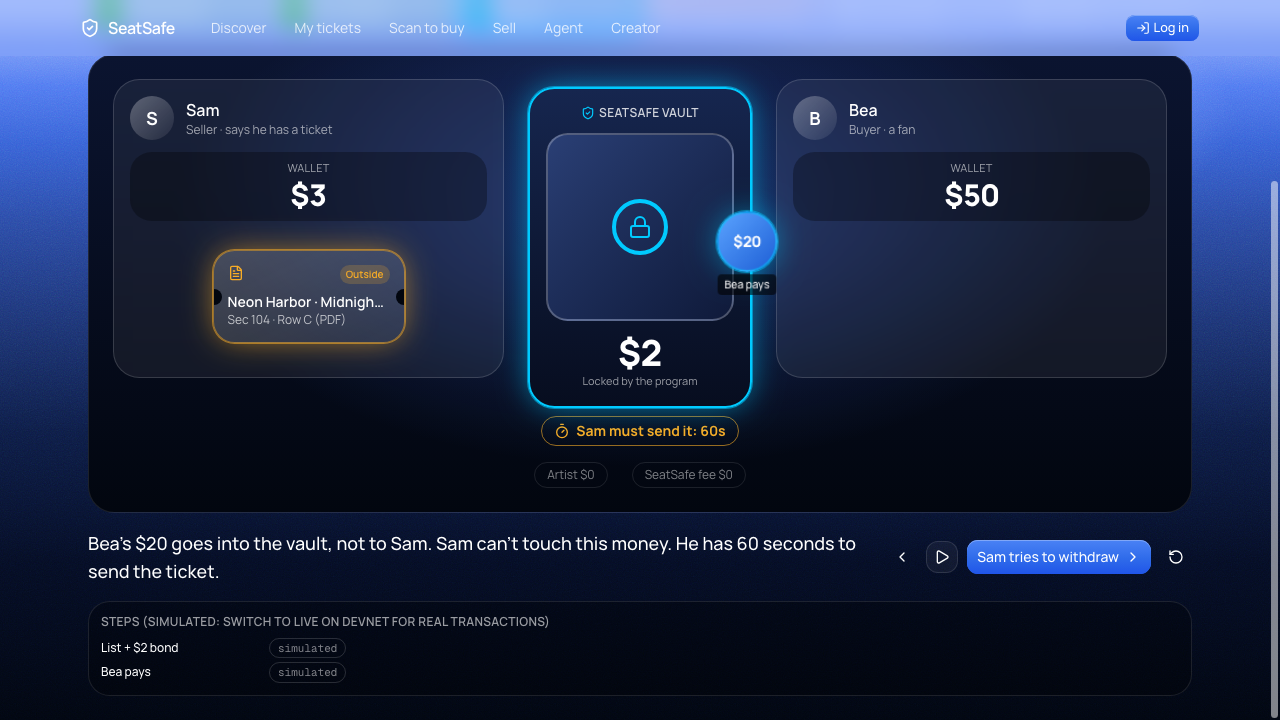 SeatSafe
Discover
My tickets
Scan to buy
Sell
Agent
Creator
Log in
S
Sam
Seller · says he has a ticket
WALLET
$3
Outside
Neon Harbor · Midnigh…
Sec 104 · Row C (PDF)
SEATSAFE VAULT
$20
Bea pays
$2
Locked by the program
Sam must send it: 60s
Artist $0
SeatSafe fee $0
B
Bea
Buyer · a fan
WALLET
$50
Bea’s $20 goes into the vault, not to Sam. Sam can’t touch this money. He has 60 seconds to
send the ticket.
Sam tries to withdraw
STEPS (SIMULATED: SWITCH TO LIVE ON DEVNET FOR REAL TRANSACTIONS)
List + $2 bond
simulated
Bea pays
simulated